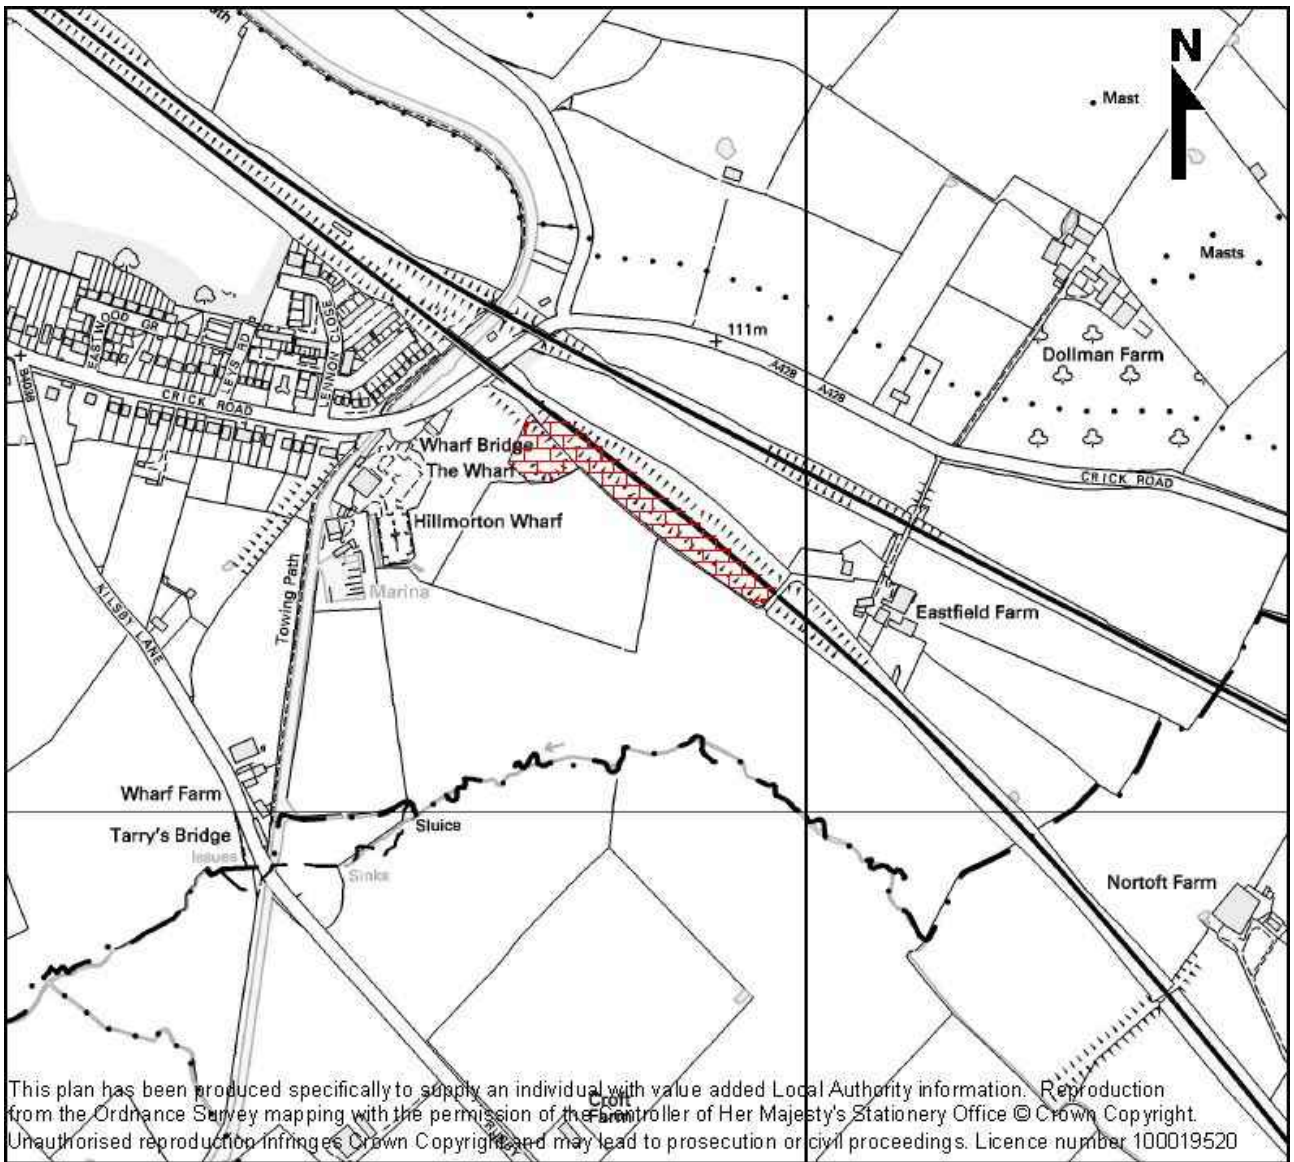 ath
N
Mast
Masts
111m
A428
A428
Dollman Farm
EASTWOOD GR
LENNON CLOSE
B4038
CRICK ROAD
CRICK ROAD
Wharf Bridge
The Wharf
Hillmorton Wharf
Marina
Towing Path
KILSBY LANE
Eastfield Farm
Wharf Farm
Tarry's Bridge
Issues
Sluice
Sinks
Nortoft Farm
Croft
Farm
This plan has been produced specifically to supply an individual with value added Local Authority information. Reproduction
from the Ordnance Survey mapping with the permission of the Controller of Her Majesty's Stationery Office © Crown Copyright.
Unauthorised reproduction infringes Crown Copyright and may lead to prosecution or civil proceedings. Licence number 100019520